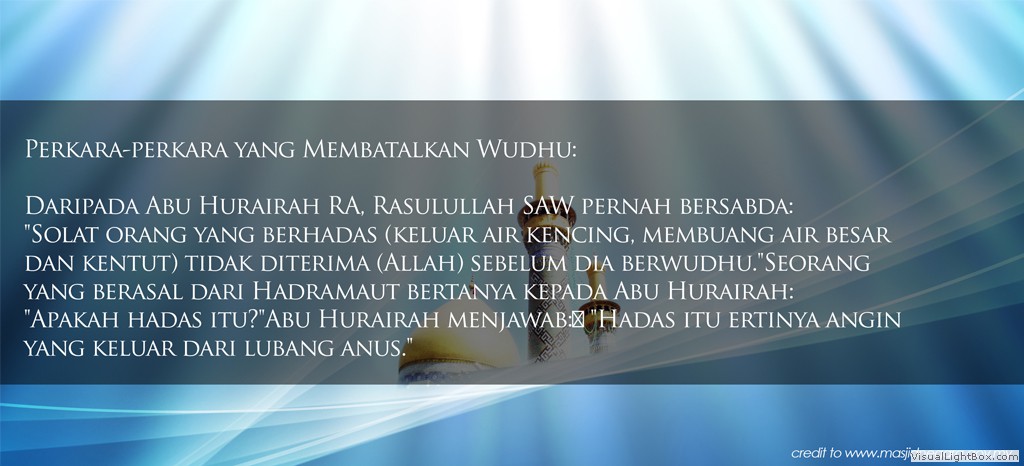 Perkara-perkara yang Membatalkan Wudhu:
Daripada Abu Hurairah RA, Rasulullah SAW pernah bersabda:
"Solat orang yang berhadas (keluar air kencing, membuang air besar
dan kentut) tidak diterima (Allah) sebelum dia berwudhu."Seorang
yang berasal dari Hadramaut bertanya kepada Abu Hurairah:
"Apakah hadas itu?"Abu Hurairah menjawab: "Hadas itu ertinya angin
yang keluar dari lubang anus."
credit to
VisualLightBox.com